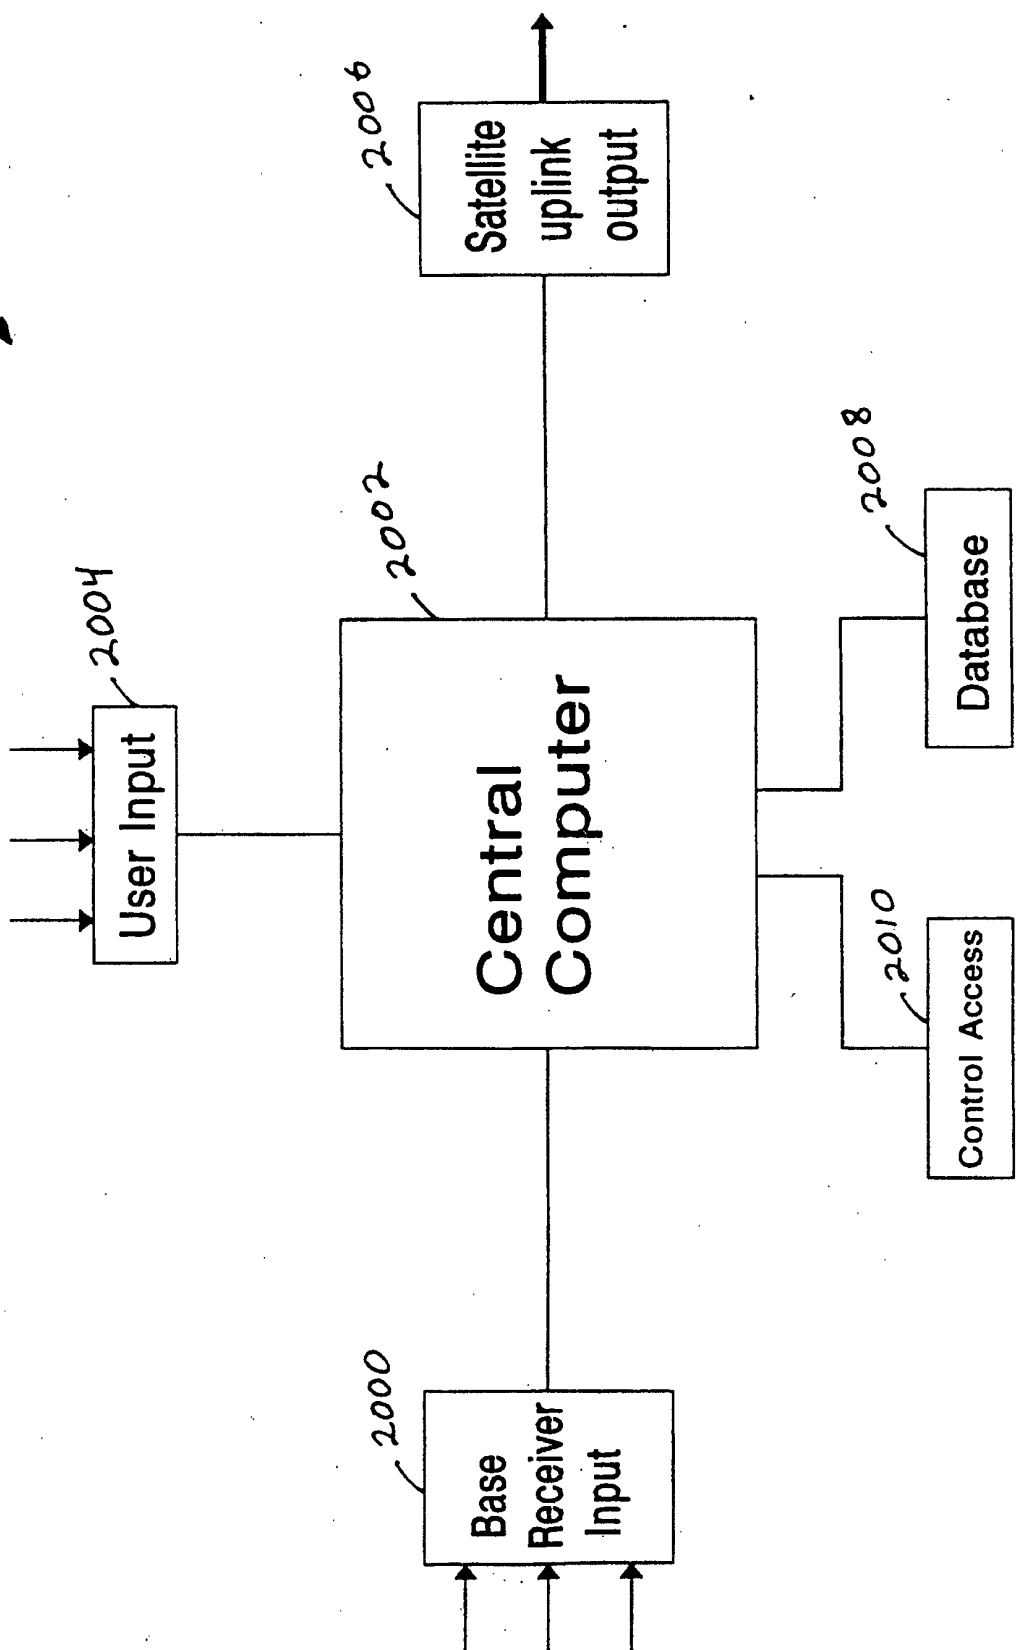 2004
User Input
2000
Base
Receiver
Input
2002
Central
Computer
2006
Satellite
uplink
output
2010
Control Access
2008
Database